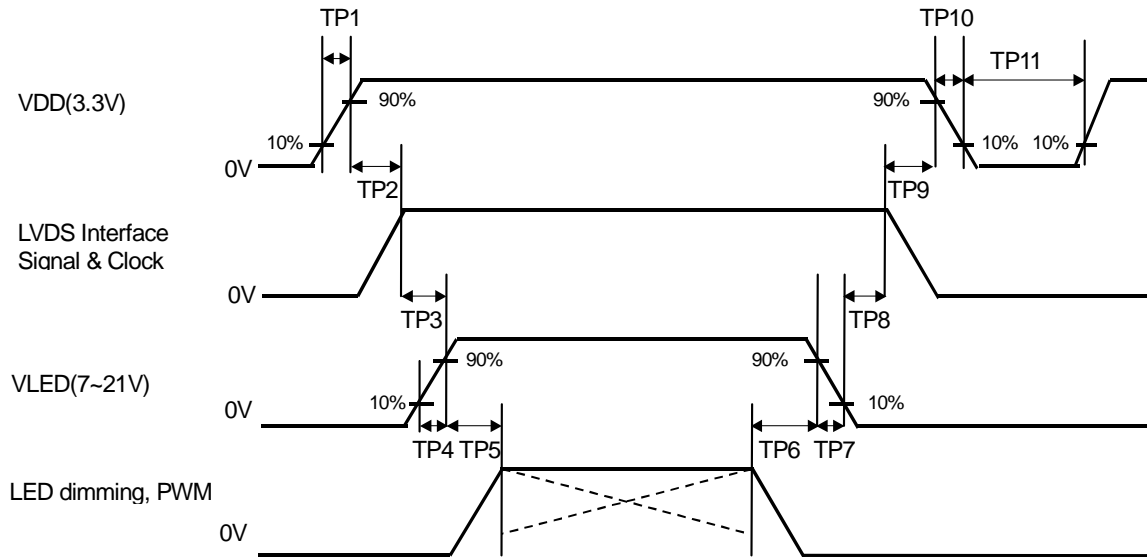 TP1
TP10
TP11
VDD(3.3V)
90%
90%
10%
10%
10%
0V
TP2
TP9
LVDS Interface
Signal & Clock
0V
TP3
TP8
90%
90%
VLED(7~21V)
10%
10%
0V
TP4
TP5
TP6
TP7
LED dimming, PWM
0V